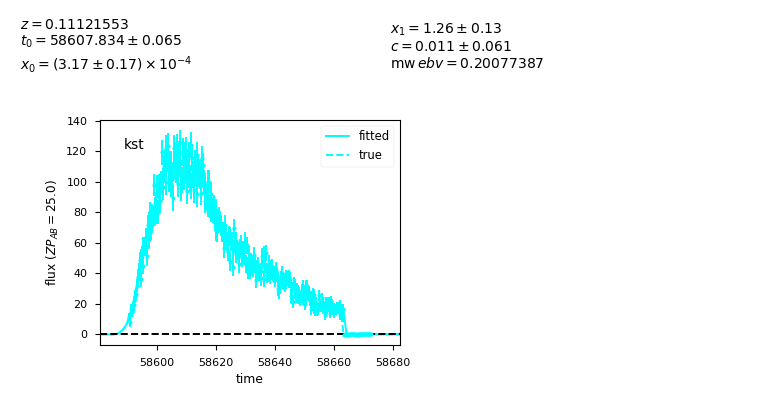 z = 0.11121553
t₀ = 58607.834 ± 0.065
x₀ = (3.17 ± 0.17) × 10⁻⁴
x₁ = 1.26 ± 0.13
c = 0.011 ± 0.061
mw ebv = 0.20077387
kst
fitted
true
flux (ZP_AB = 25.0)
140
120
100
80
60
40
20
0
58600 58620 58640 58660 58680
time